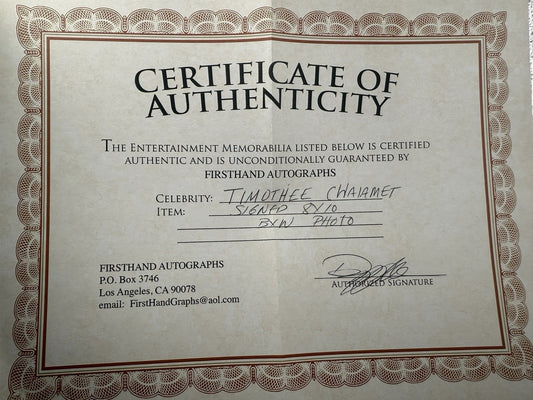 CERTIFICATE OF
AUTHENTICITY
THE ENTERTAINMENT MEMORABILIA LISTED BELOW IS CERTIFIED
AUTHENTIC AND IS UNCONDITIONALLY GUARANTEED BY
FIRSTHAND AUTOGRAPHS
CELEBRITY: TIMOTHEE CHALAMET
ITEM: SIGNED 8X10
B+W PHOTO
FIRSTHAND AUTOGRAPHS
P.O. Box 3746
Los Angeles, CA 90078
email: FirstHandGraphs@aol.com
AUTHORIZED SIGNATURE